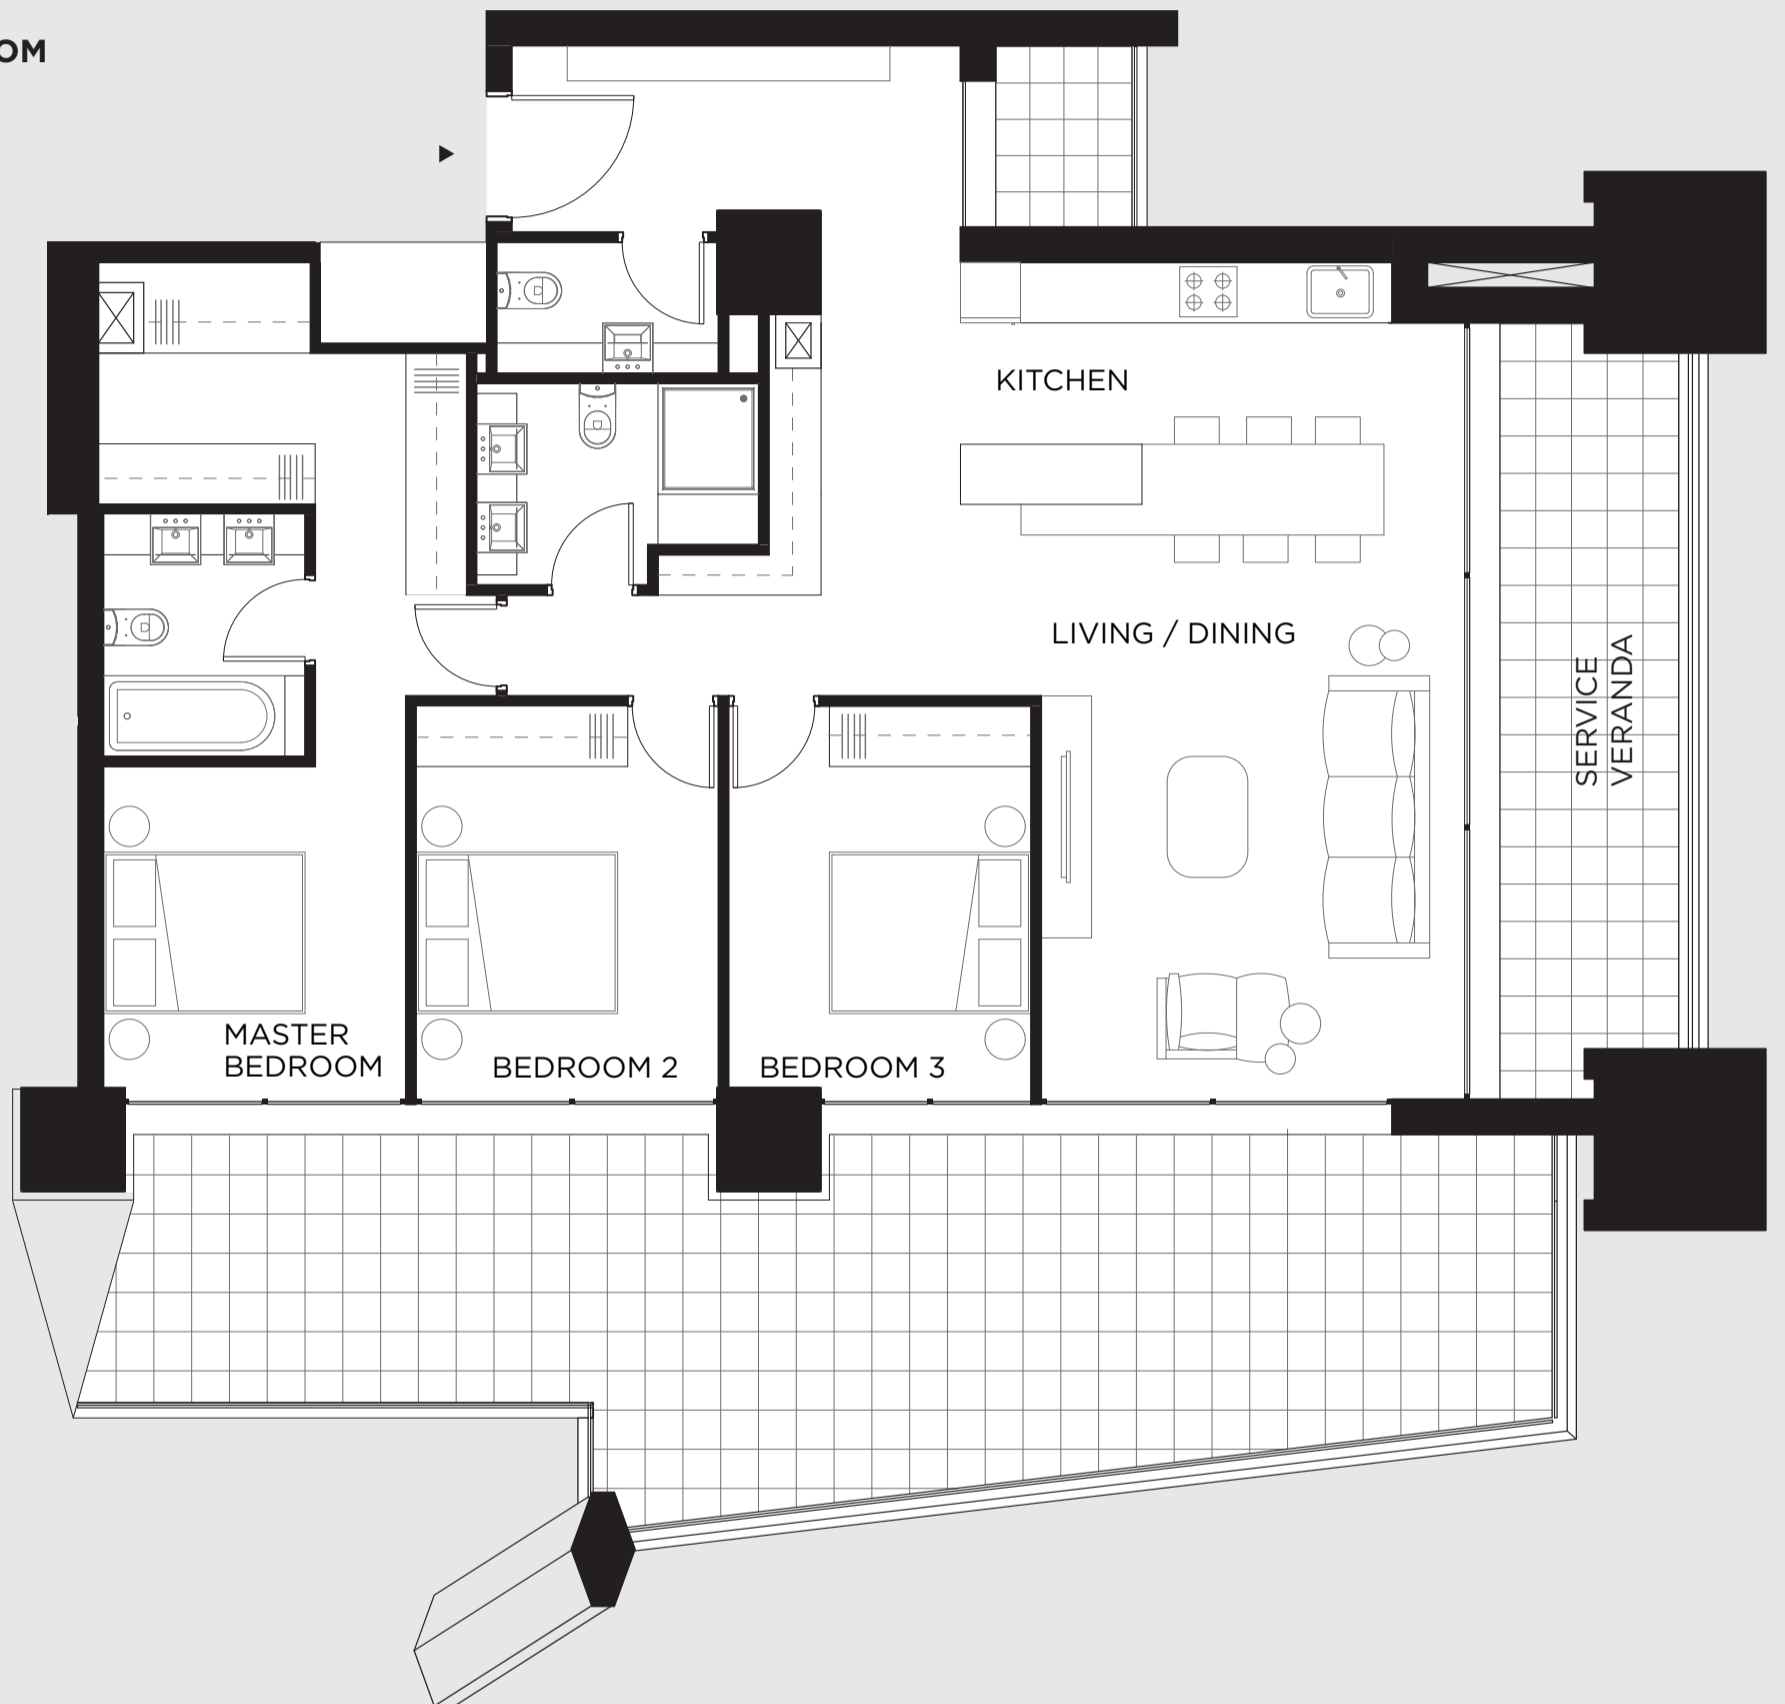 OM
KITCHEN
LIVING / DINING
SERVICE
VERANDA
MASTER
BEDROOM
BEDROOM 2
BEDROOM 3